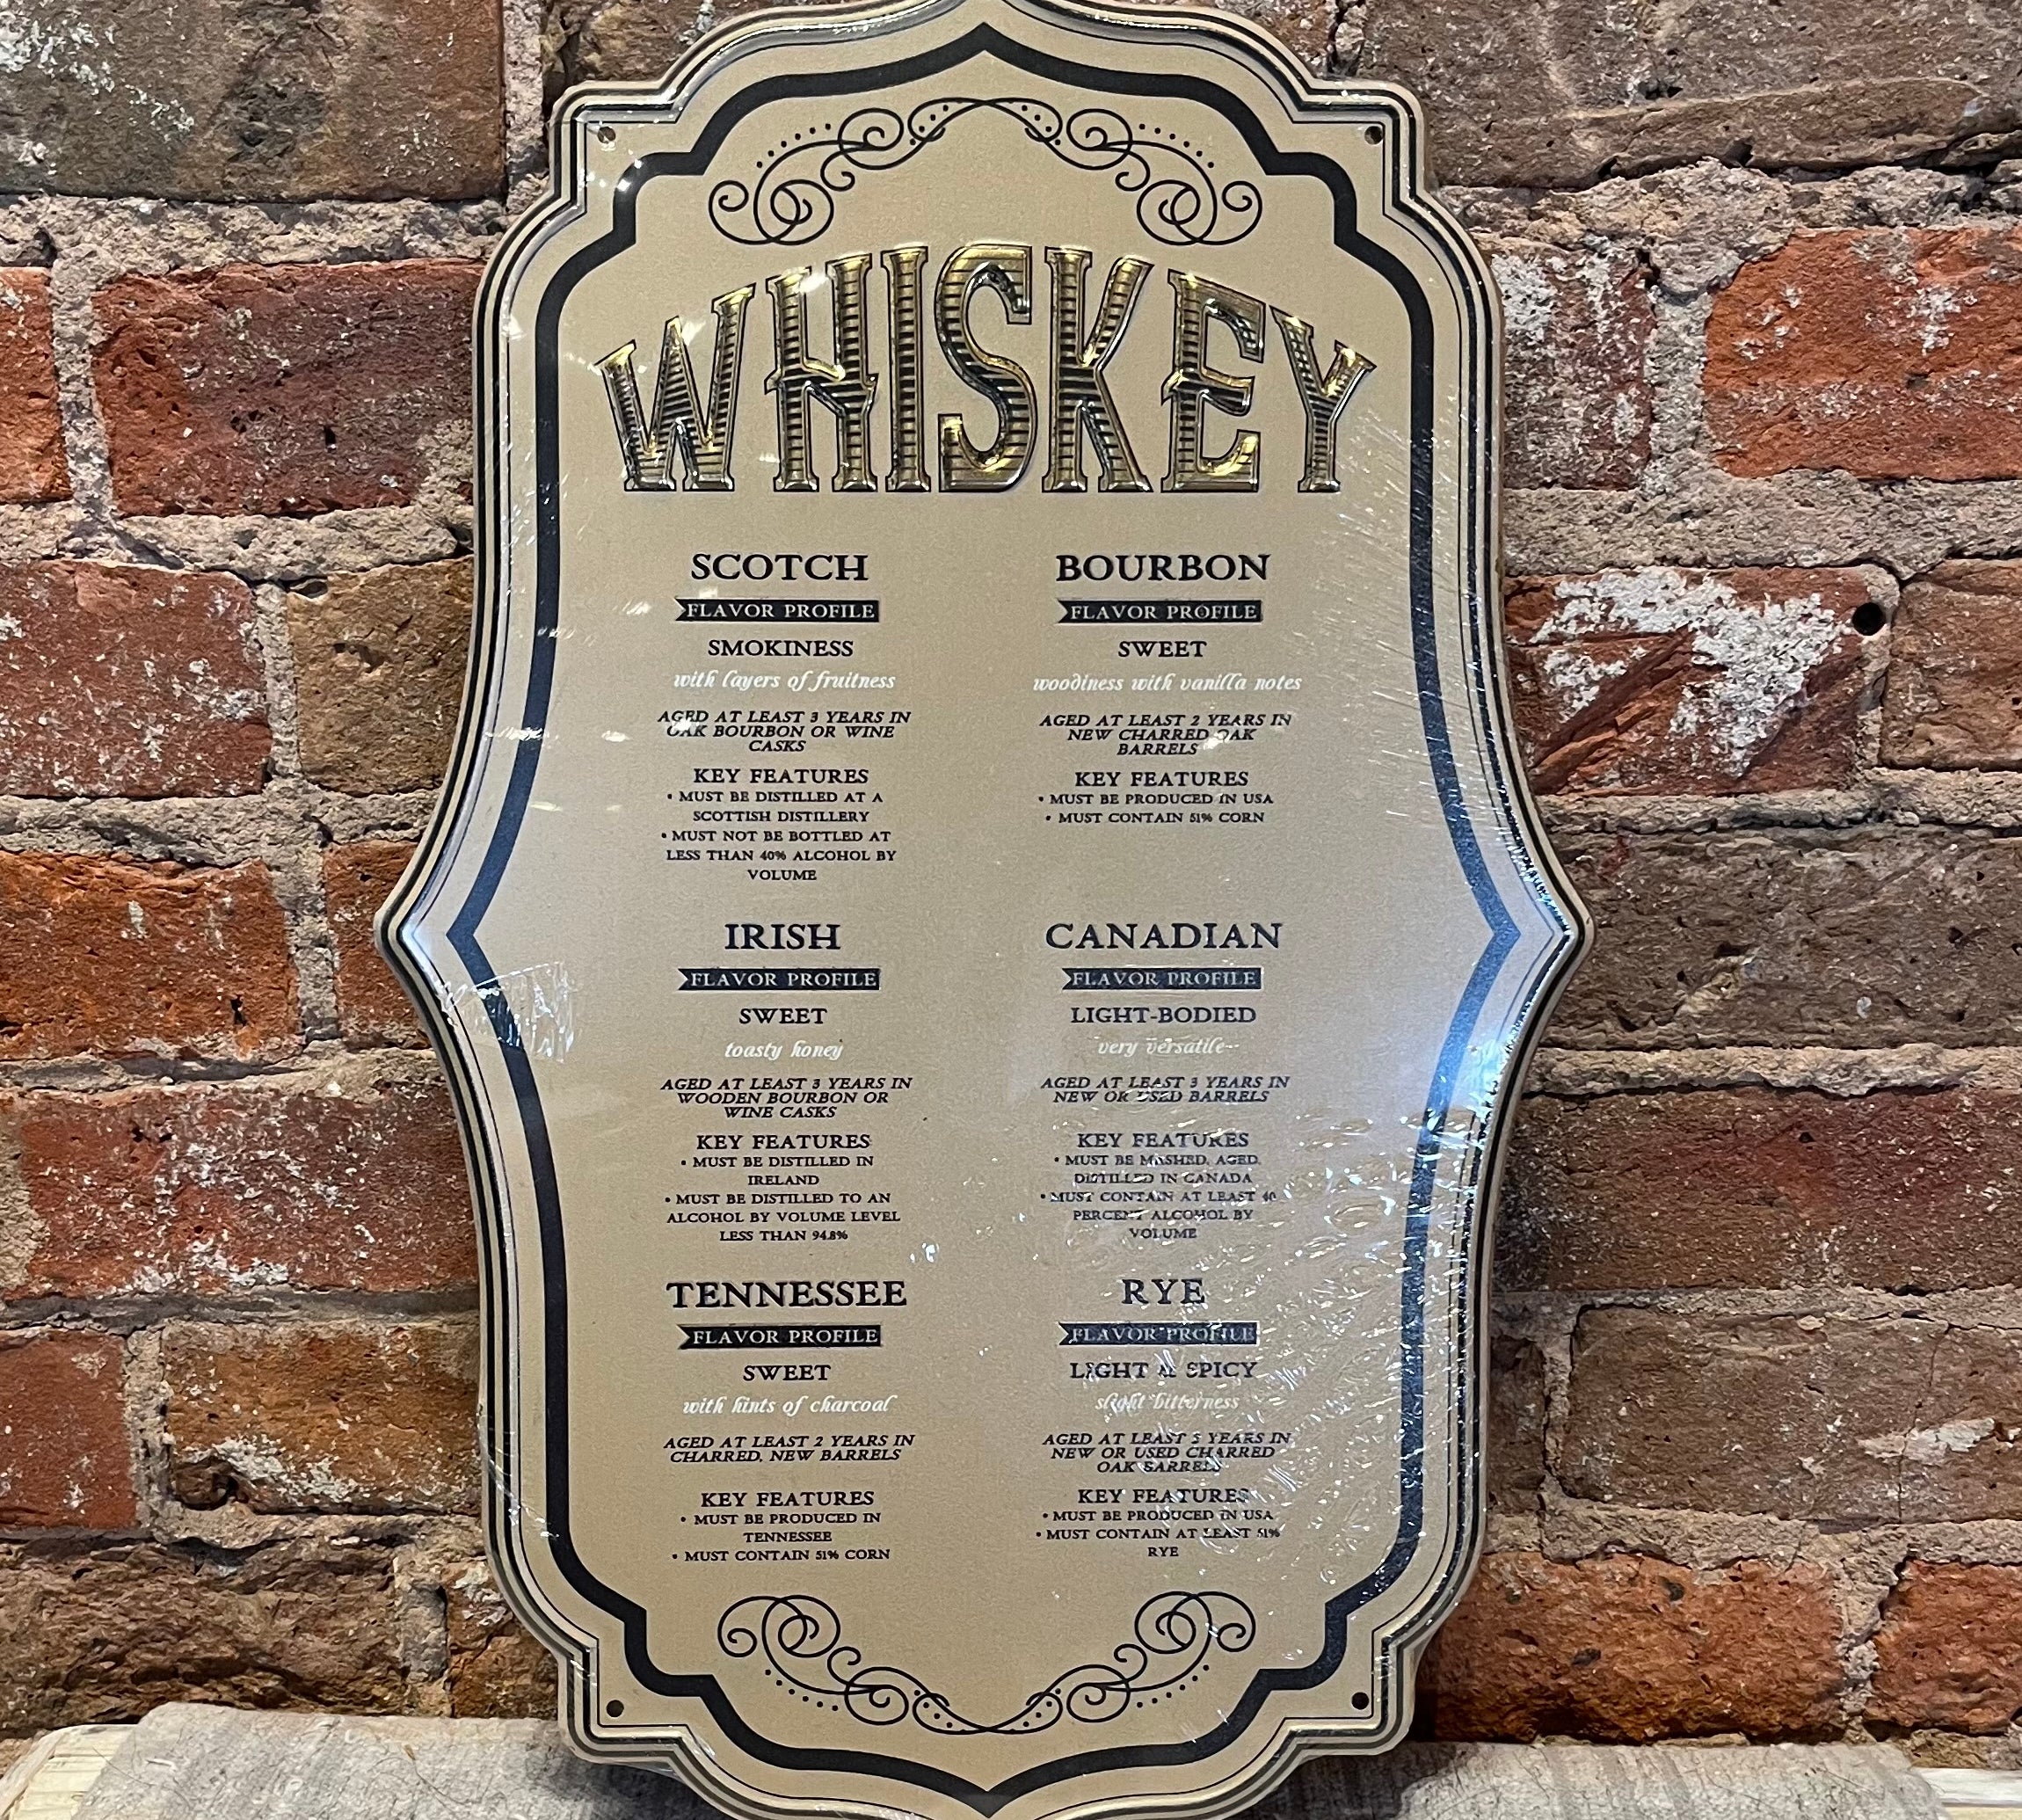 WHISKEY
SCOTCH
FLAVOR PROFILE
SMOKINESS
with layers of fruitness
AGED AT LEAST 3 YEARS IN
OAK BOURBON OR WINE
CASKS
KEY FEATURES
• MUST BE DISTILLED AT A
SCOTTISH DISTILLERY
• MUST NOT BE BOTTLED AT
LESS THAN 40% ALCOHOL BY
VOLUME
BOURBON
FLAVOR PROFILE
SWEET
woodiness with vanilla notes
AGED AT LEAST 2 YEARS IN
NEW CHARRED OAK
BARRELS
KEY FEATURES
• MUST BE PRODUCED IN USA
• MUST CONTAIN 51% CORN
IRISH
FLAVOR PROFILE
SWEET
toasty honey
AGED AT LEAST 3 YEARS IN
WOODEN BOURBON OR
WINE CASKS
KEY FEATURES
• MUST BE DISTILLED IN
IRELAND
• MUST BE DISTILLED TO AN
ALCOHOL BY VOLUME LEVEL
LESS THAN 94.8%
CANADIAN
FLAVOR PROFILE
LIGHT-BODIED
very versatile
AGED AT LEAST 3 YEARS IN
NEW OR USED BARRELS
KEY FEATURES
• MUST BE MASHED, AGED,
DISTILLED IN CANADA
• MUST CONTAIN AT LEAST 40
PERCENT ALCOHOL BY
VOLUME
TENNESSEE
FLAVOR PROFILE
SWEET
with hints of charcoal
AGED AT LEAST 2 YEARS IN
CHARRED, NEW BARRELS
KEY FEATURES
• MUST BE PRODUCED IN
TENNESSEE
• MUST CONTAIN 51% CORN
RYE
FLAVOR PROFILE
LIGHT & SPICY
slight bitterness
AGED AT LEAST YEARS IN
NEW OR USED CHARRED
OAK BARRELS
KEY FEATURES
• MUST BE PRODUCED IN USA
• MUST CONTAIN AT LEAST 51%
RYE